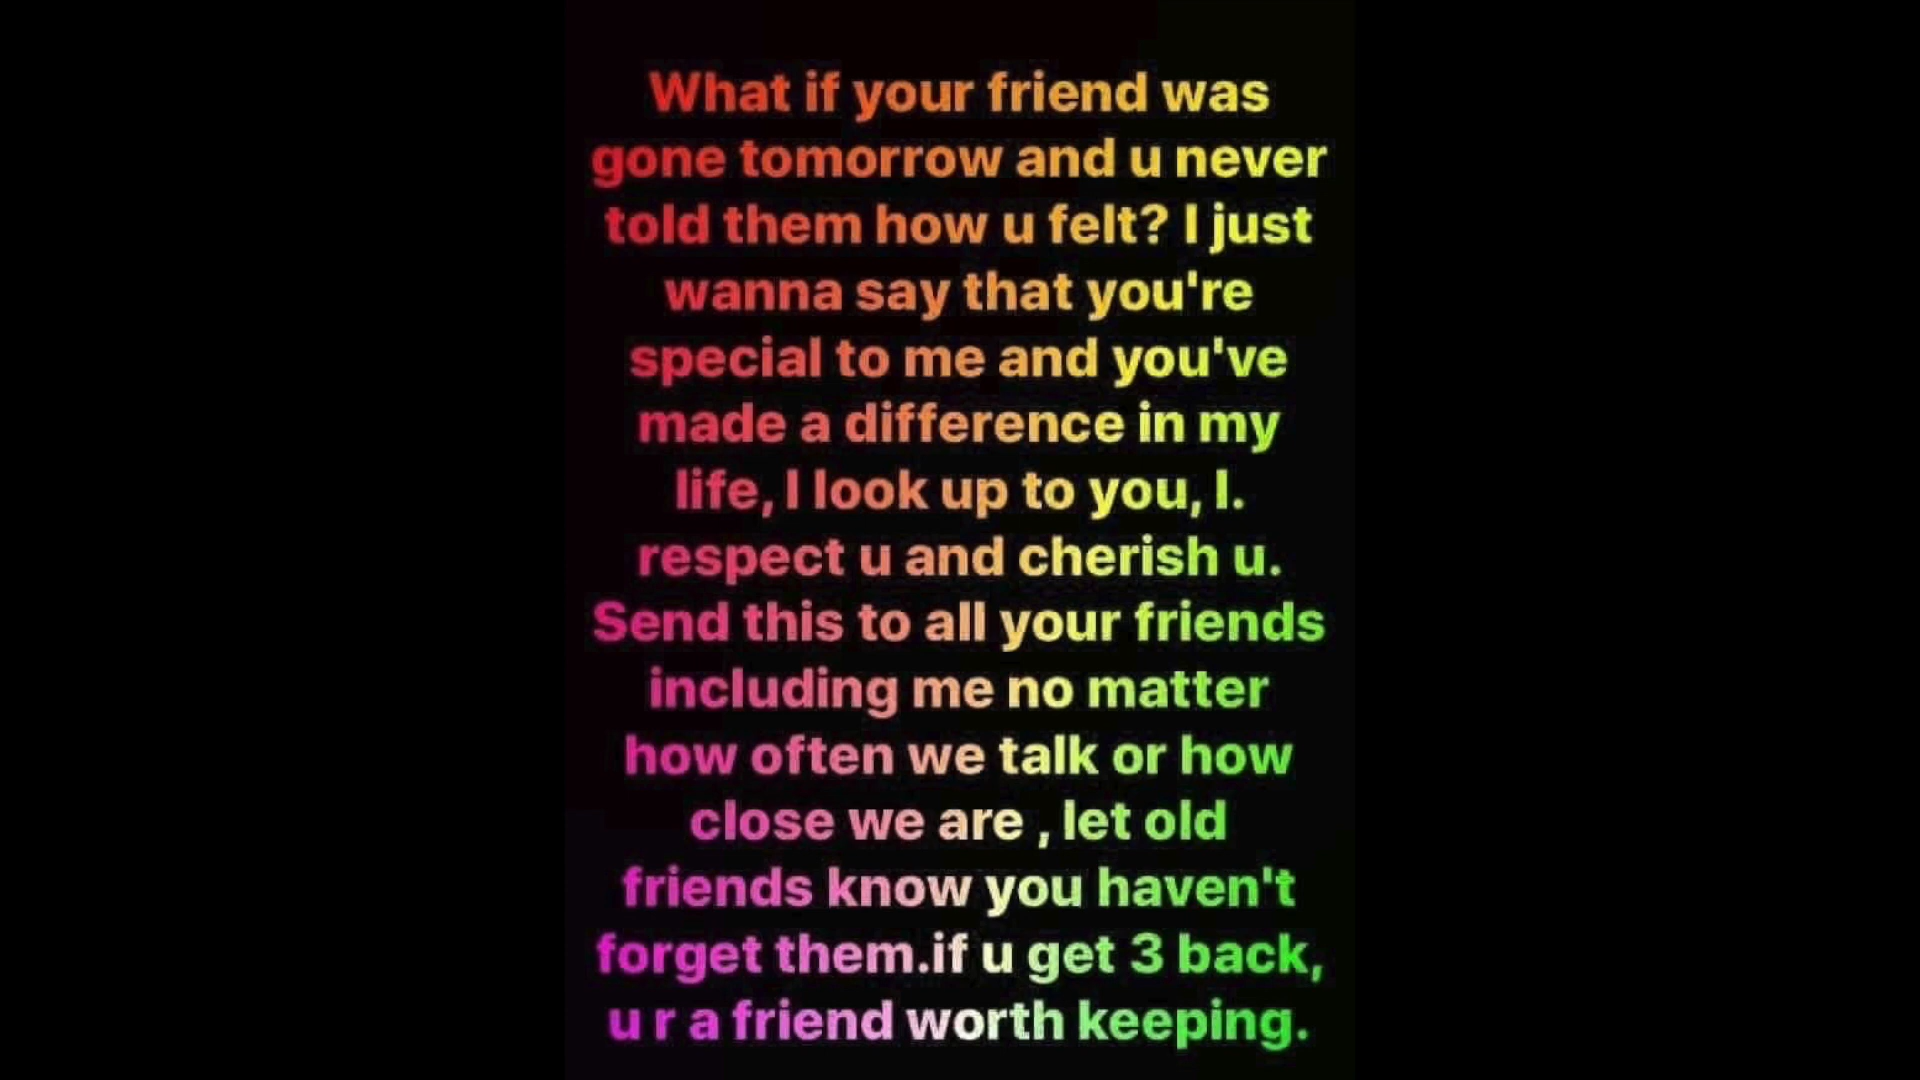 What if your friend was
gone tomorrow and u never
told them how u felt? I just
wanna say that you're
special to me and you've
made a difference in my
life, I look up to you, I.
respect u and cherish u.
Send this to all your friends
including me no matter
how often we talk or how
close we are , let old
friends know you haven't
forget them.if u get 3 back,
u r a friend worth keeping.